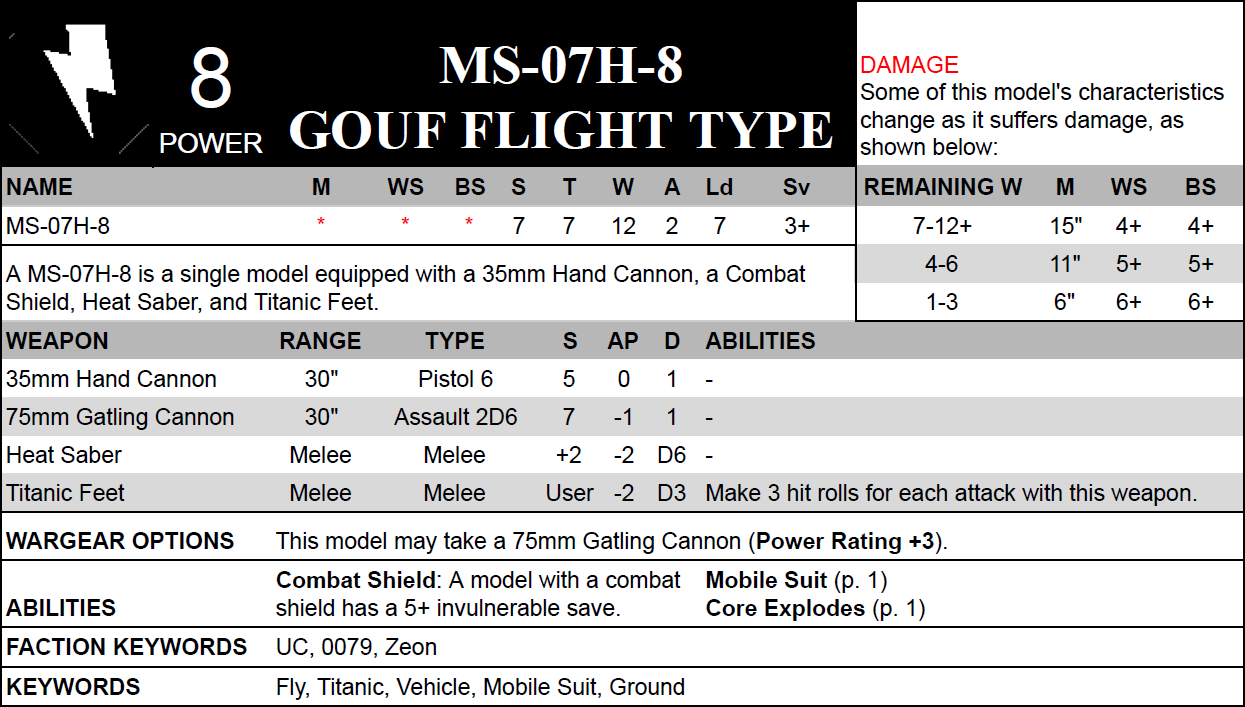 8
POWER
MS-07H-8
GOUF FLIGHT TYPE
DAMAGE
Some of this model's characteristics
change as it suffers damage, as
shown below:
NAME M WS BS S T W A Ld Sv
MS-07H-8 * * * 7 7 12 2 7 3+
REMAINING W M WS BS
7-12+ 15" 4+ 4+
4-6 11" 5+ 5+
1-3 6" 6+ 6+
A MS-07H-8 is a single model equipped with a 35mm Hand Cannon, a Combat
Shield, Heat Saber, and Titanic Feet.
WEAPON RANGE TYPE S AP D ABILITIES
35mm Hand Cannon 30" Pistol 6 5 0 1 -
75mm Gatling Cannon 30" Assault 2D6 7 -1 1 -
Heat Saber Melee Melee +2 -2 D6 -
Titanic Feet Melee Melee User -2 D3 Make 3 hit rolls for each attack with this weapon.
WARGEAR OPTIONS This model may take a 75mm Gatling Cannon (Power Rating +3).
ABILITIES
Combat Shield: A model with a combat
shield has a 5+ invulnerable save.
Mobile Suit (p. 1)
Core Explodes (p. 1)
FACTION KEYWORDS UC, 0079, Zeon
KEYWORDS Fly, Titanic, Vehicle, Mobile Suit, Ground